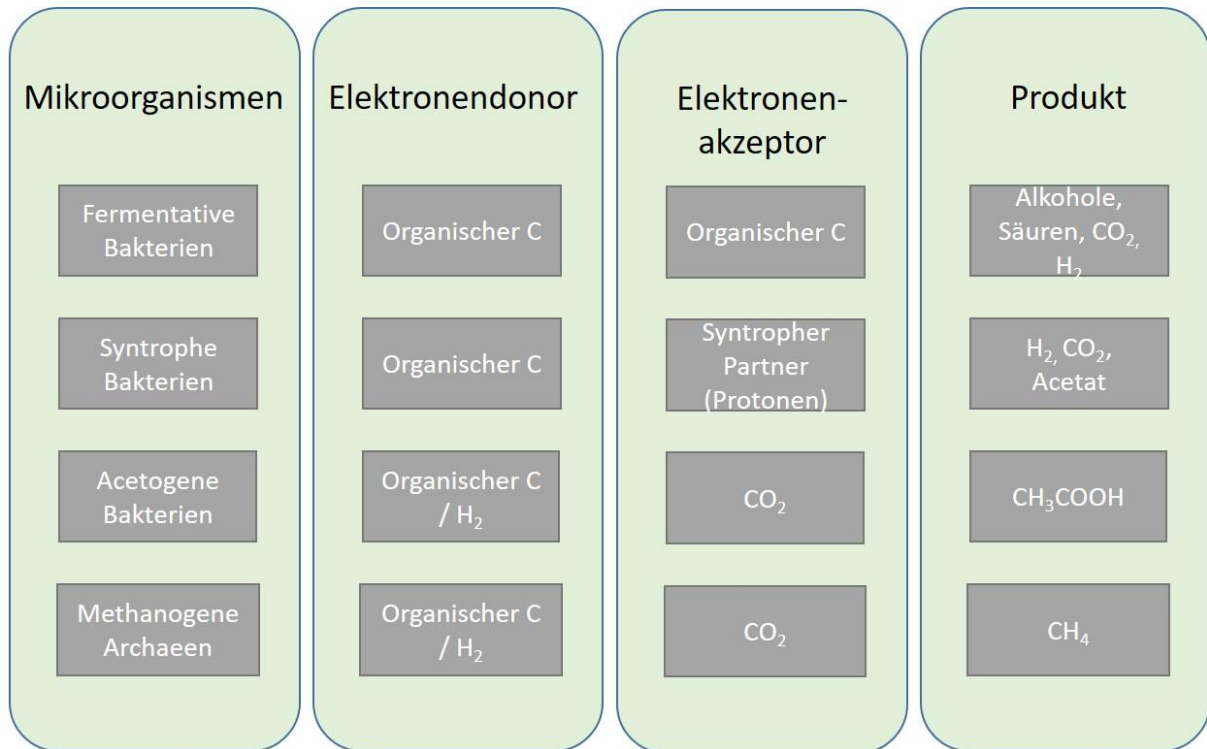 Mikroorganismen
Fermentative
Bakterien
Syntrophe
Bakterien
Acetogene
Bakterien
Methanogene
Archaeen
Elektronendonor
Organischer C
Organischer C
Organischer C
/ H₂
Organischer C
/ H₂
Elektronen-
akzeptor
Organischer C
Syntropher
Partner
(Protonen)
CO₂
CO₂
Produkt
Alkohole,
Säuren, CO₂,
H₂
H₂, CO₂,
Acetat
CH₃COOH
CH₄